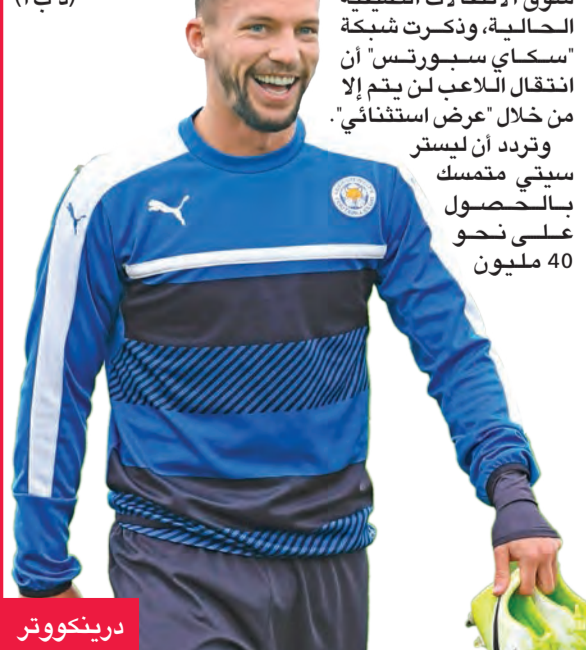 الحالية، وذكرت شبكة
"سكاي سبورتس" أن
انتقال اللاعب لن يتم إلا
من خلال "عرض استثنائي".
وتردد أن ليستر
سيتي متمسك
بالحصول
على نحو
40 مليون
(د ب أ)
درينكووتر